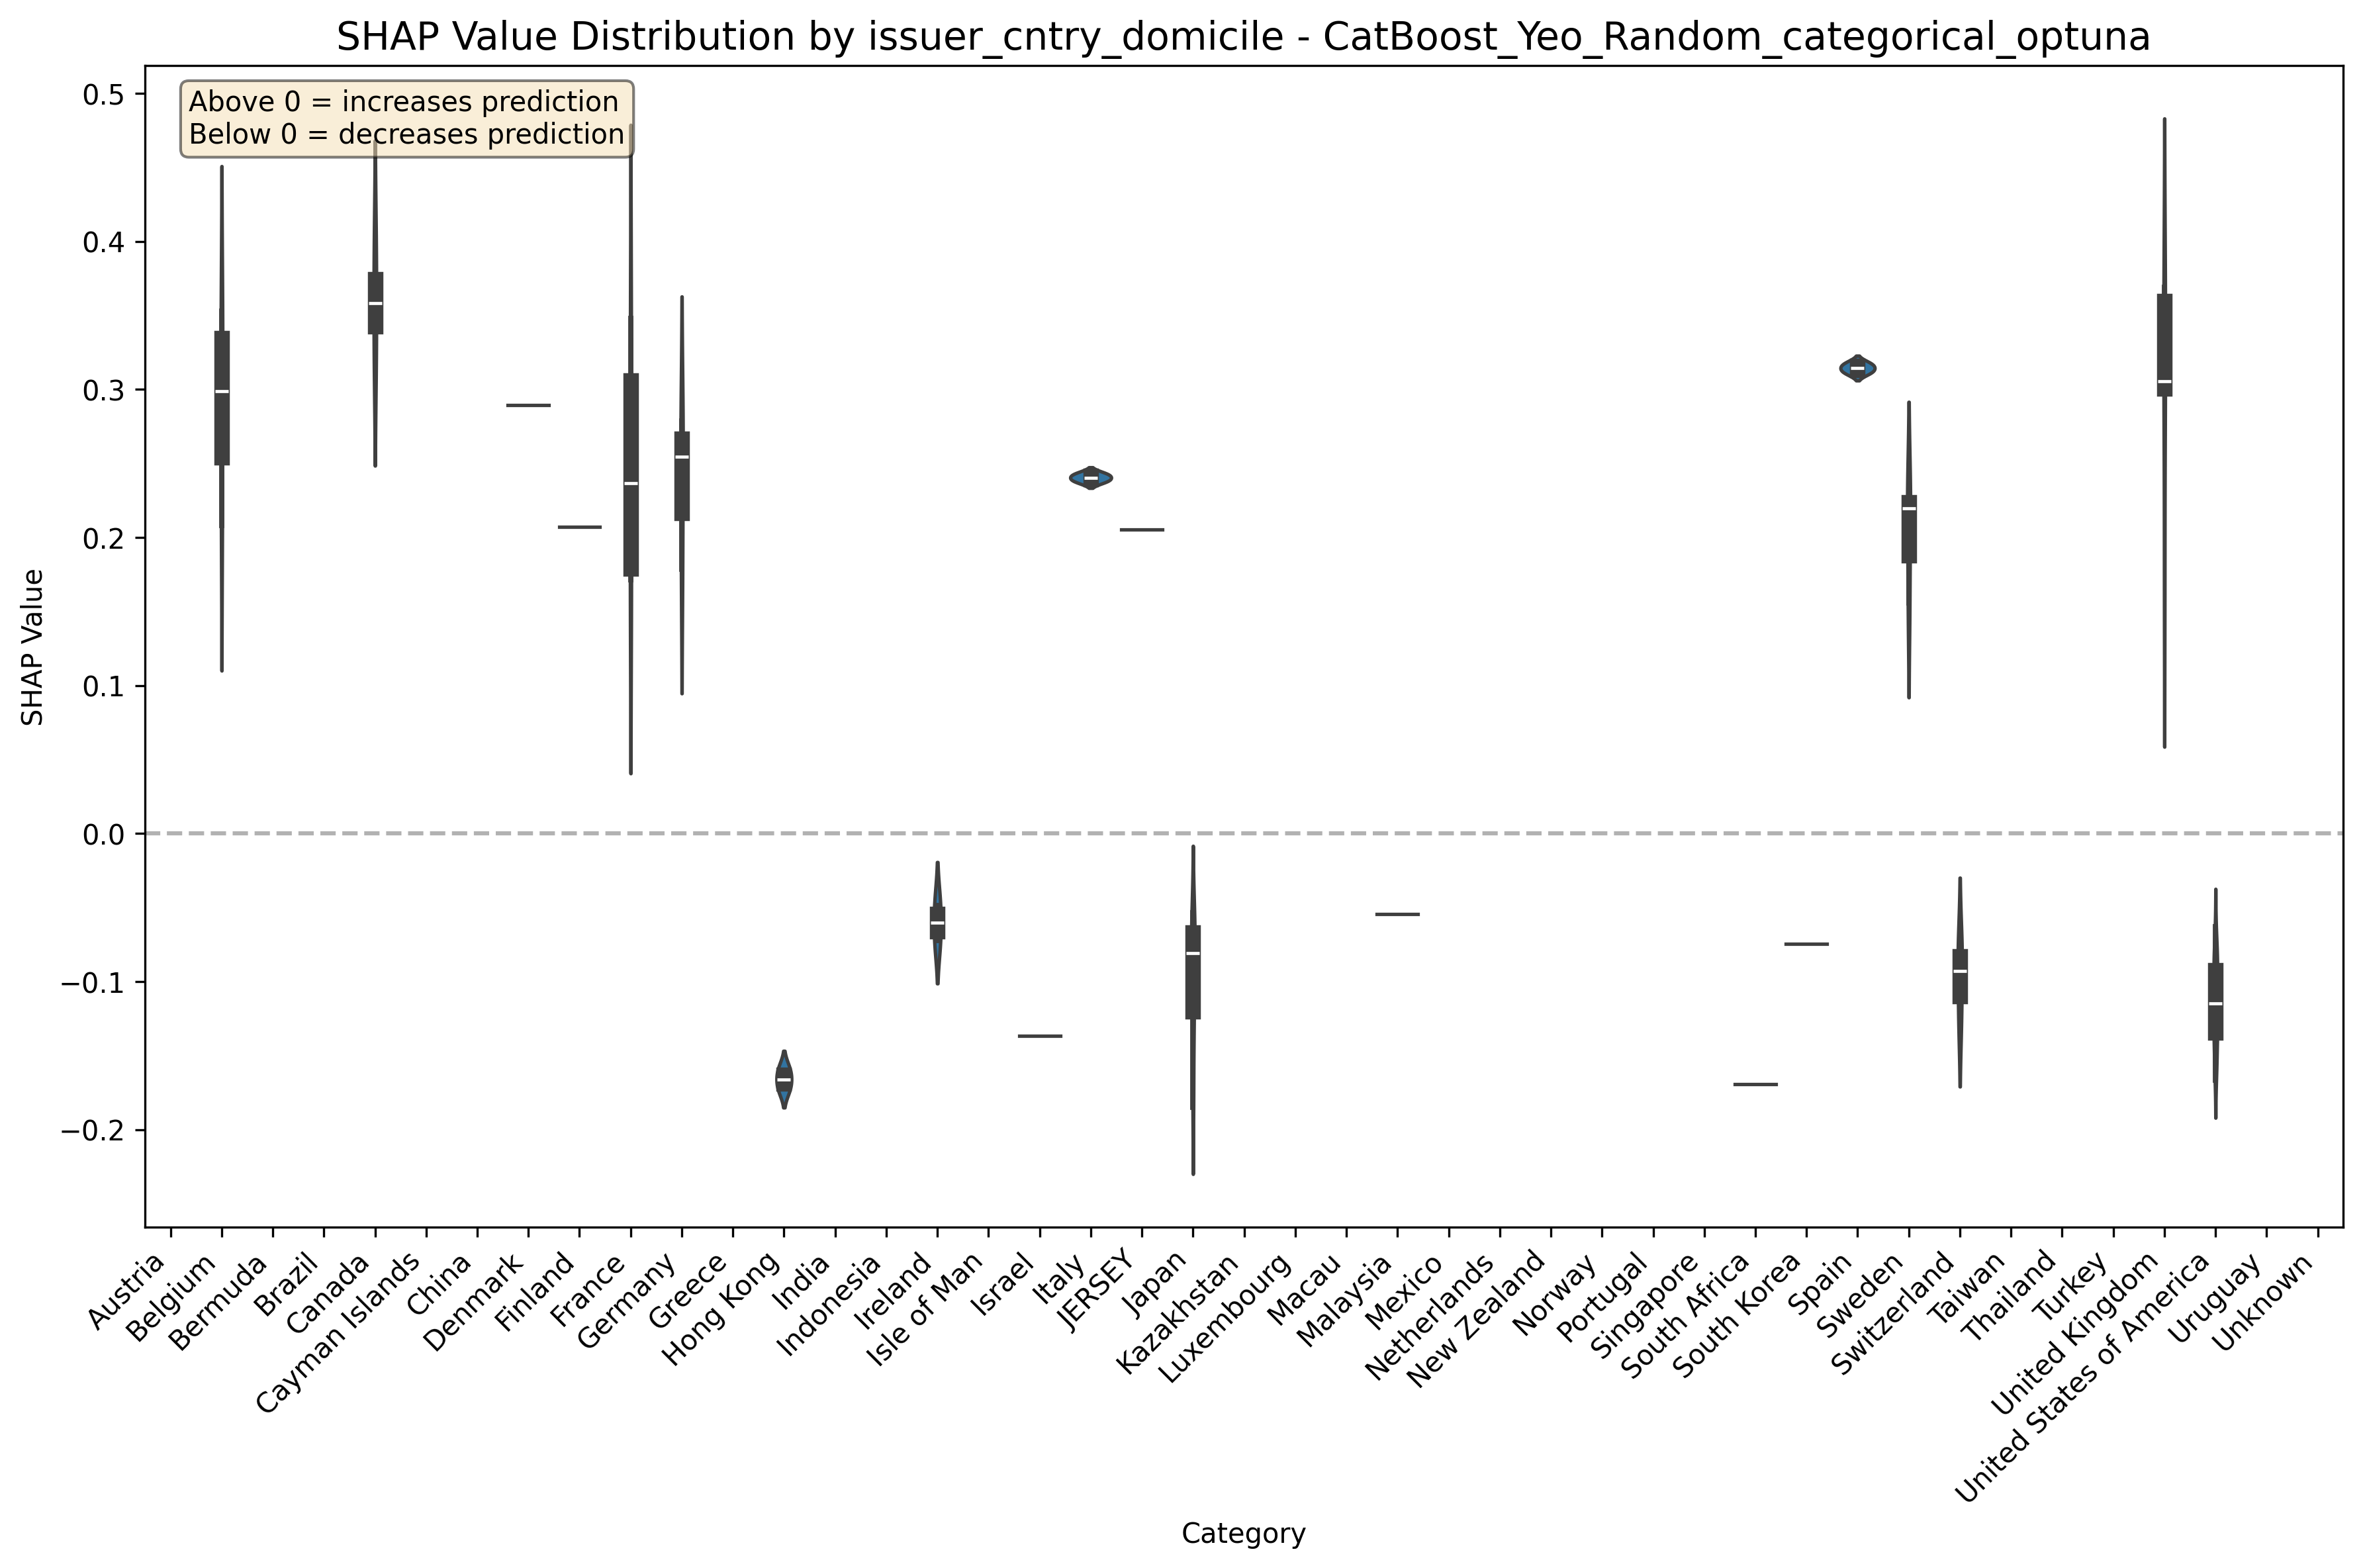 SHAP Value Distribution by issuer_cntry_domicile - CatBoost_Yeo_Random_categorical_optuna
Above 0 = increases prediction
Below 0 = decreases prediction
0.5
0.4
0.3
0.2
0.1
0.0
−0.1
−0.2
SHAP Value
Austria
Belgium
Bermuda
Brazil
Canada
Cayman Islands
China
Denmark
Finland
France
Germany
Greece
Hong Kong
India
Indonesia
Ireland
Isle of Man
Israel
Italy
JERSEY
Japan
Kazakhstan
Luxembourg
Macau
Malaysia
Mexico
Netherlands
New Zealand
Norway
Portugal
Singapore
South Africa
South Korea
Spain
Sweden
Switzerland
Taiwan
Thailand
Turkey
United Kingdom
United States of America
Uruguay
Unknown
Category